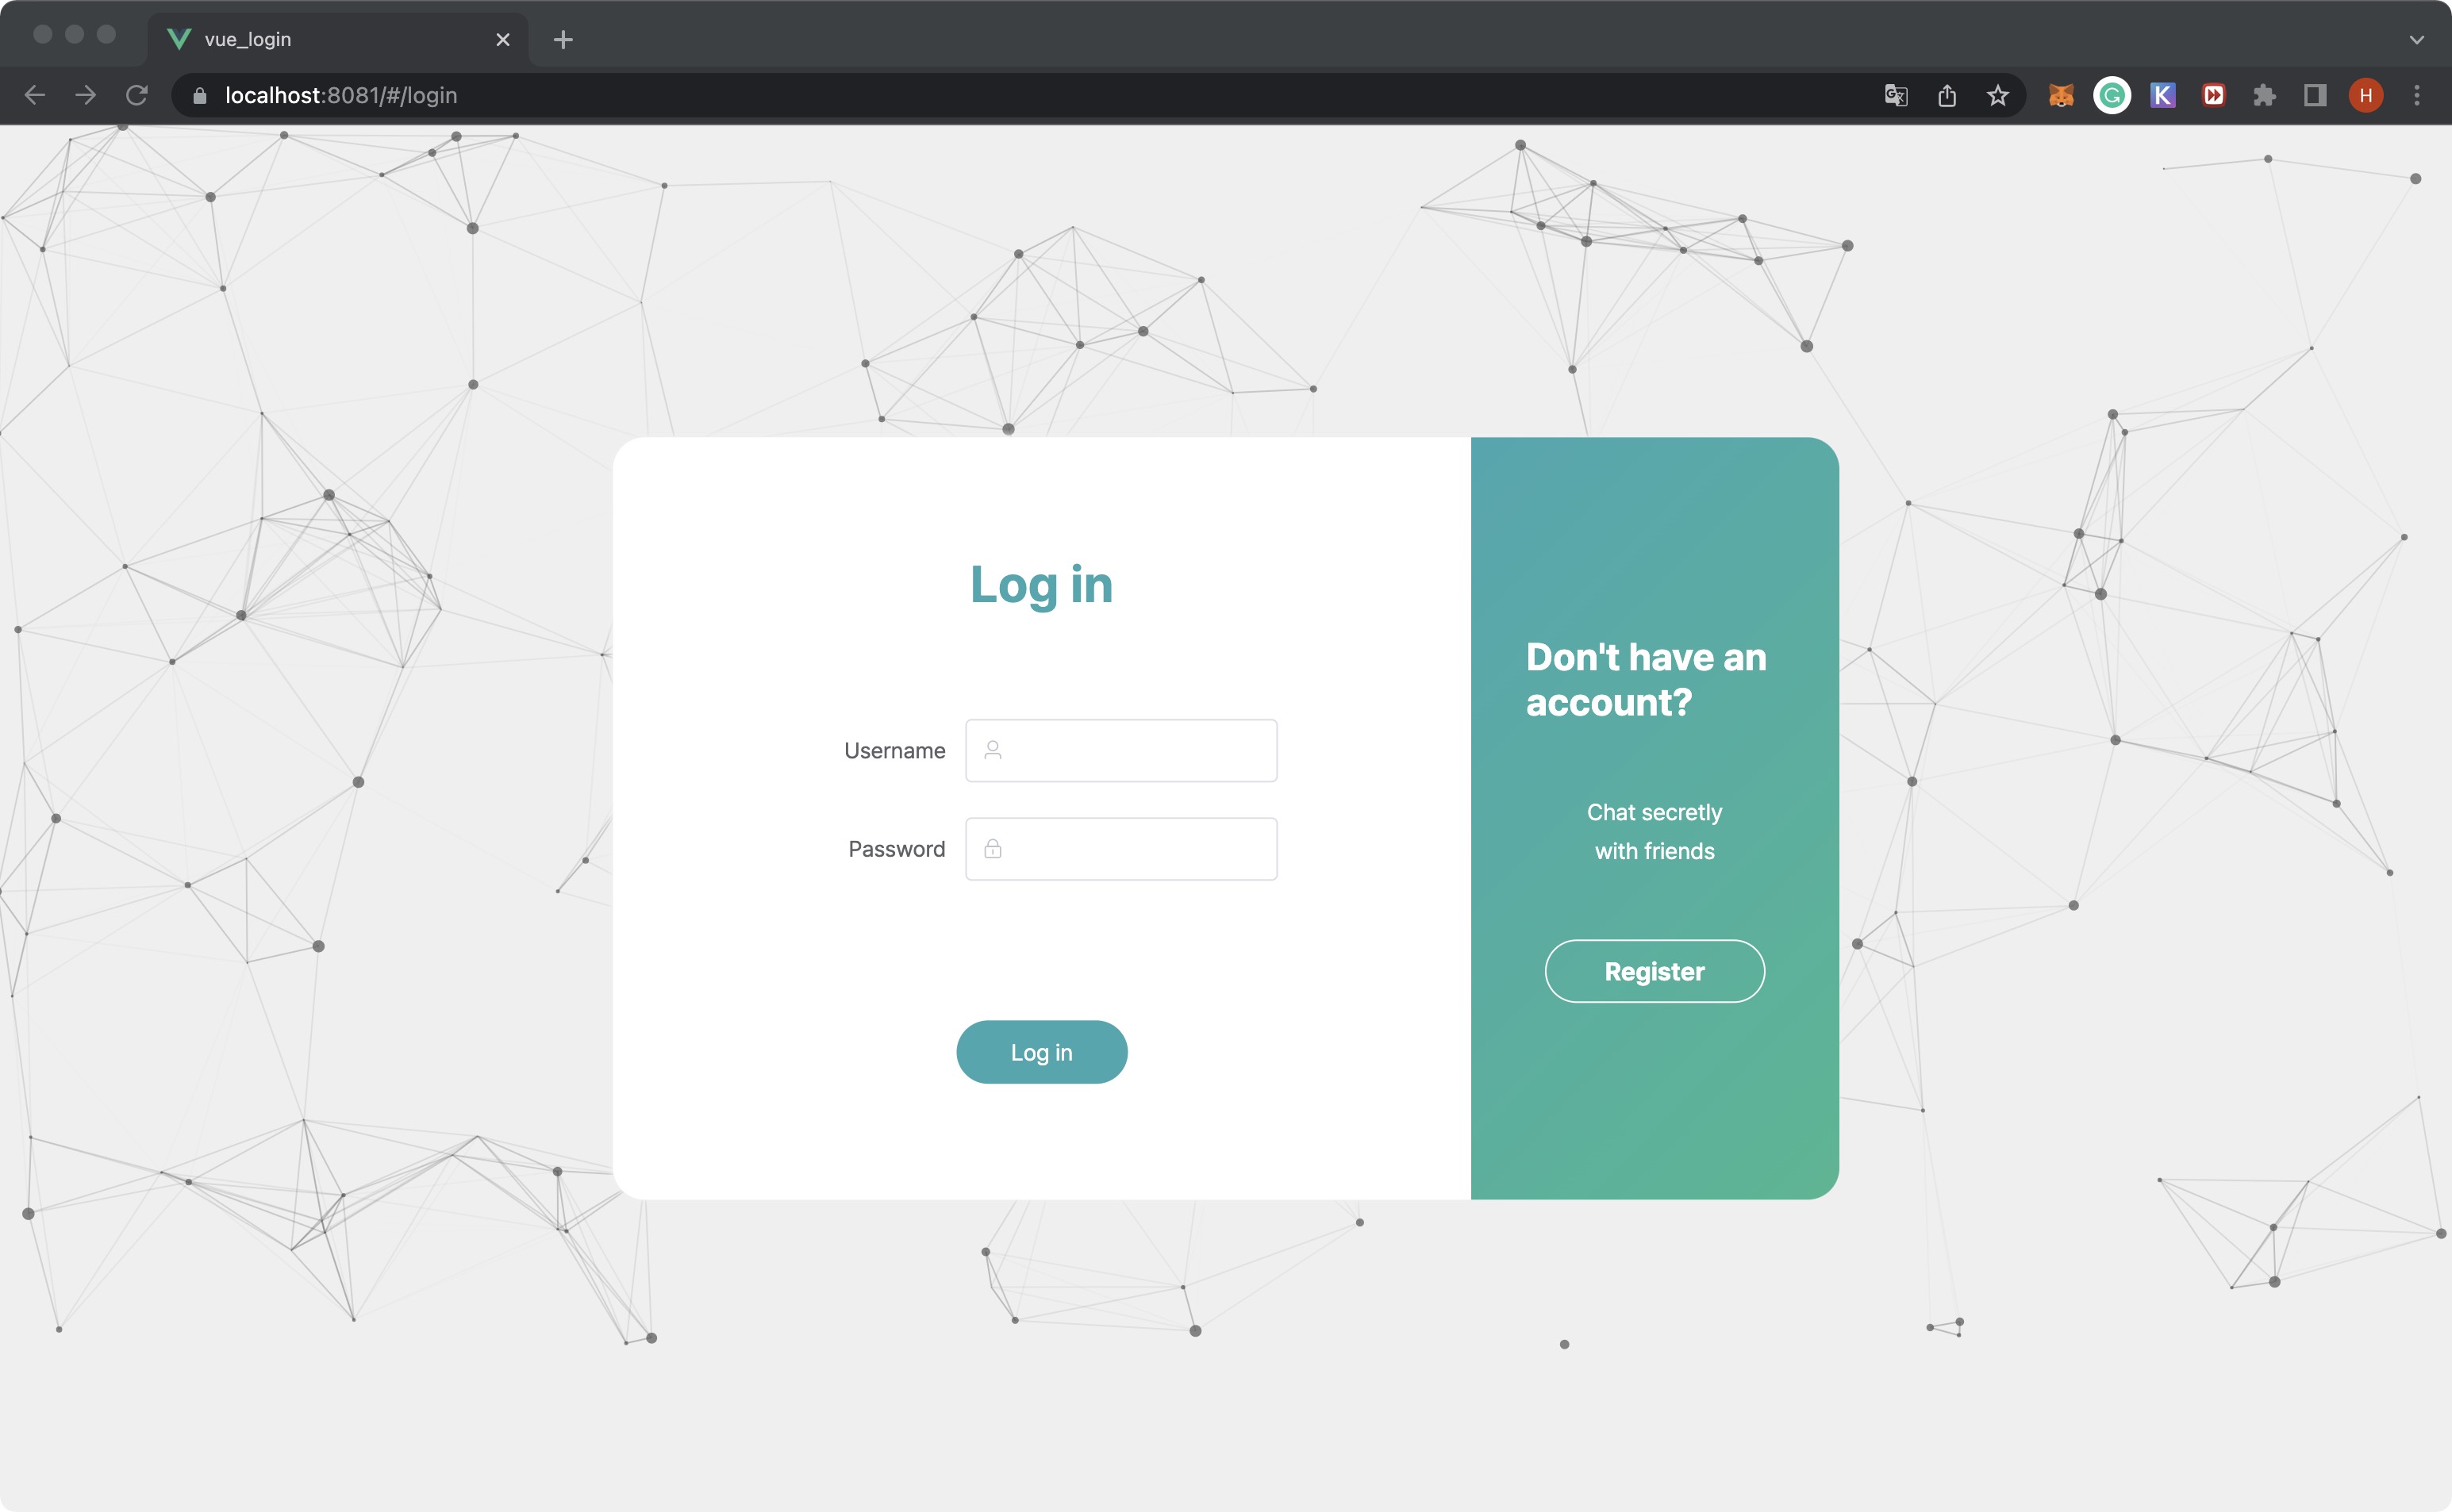 vue_login
localhost:8081/#/login
H
Log in
Username
Password
Log in
Don't have an
account?
Chat secretly
with friends
Register